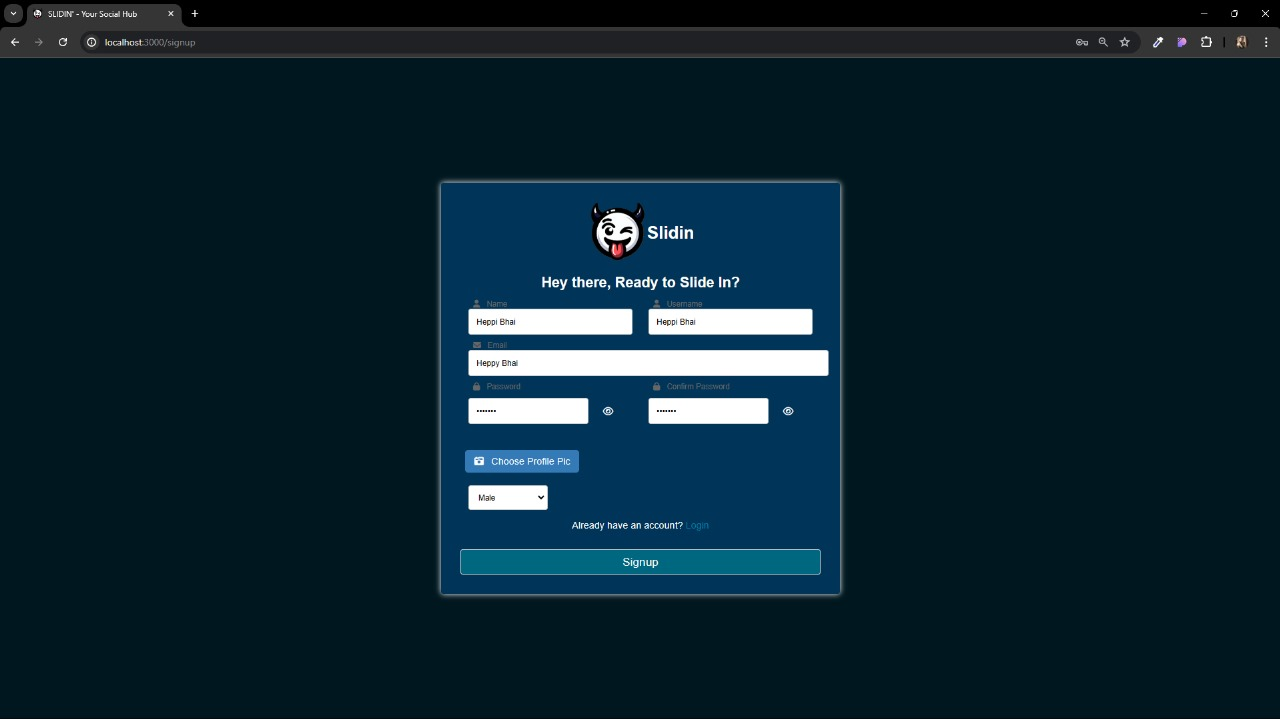 SLIDIN' - Your Social Hub
localhost:3000/signup
Slidin
Hey there, Ready to Slide In?
Name Username
Heppi Bhai Heppi Bhai
Email
Heppy Bhai
Password Confirm Password
••••••• •••••••
Choose Profile Pic
Male
Already have an account? Login
Signup